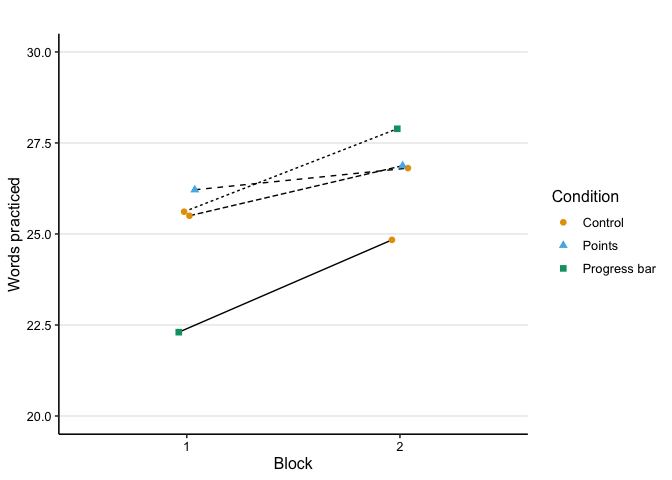 30.0
27.5
25.0
22.5
20.0
Words practiced
1 2
Block
Condition
Control
Points
Progress bar